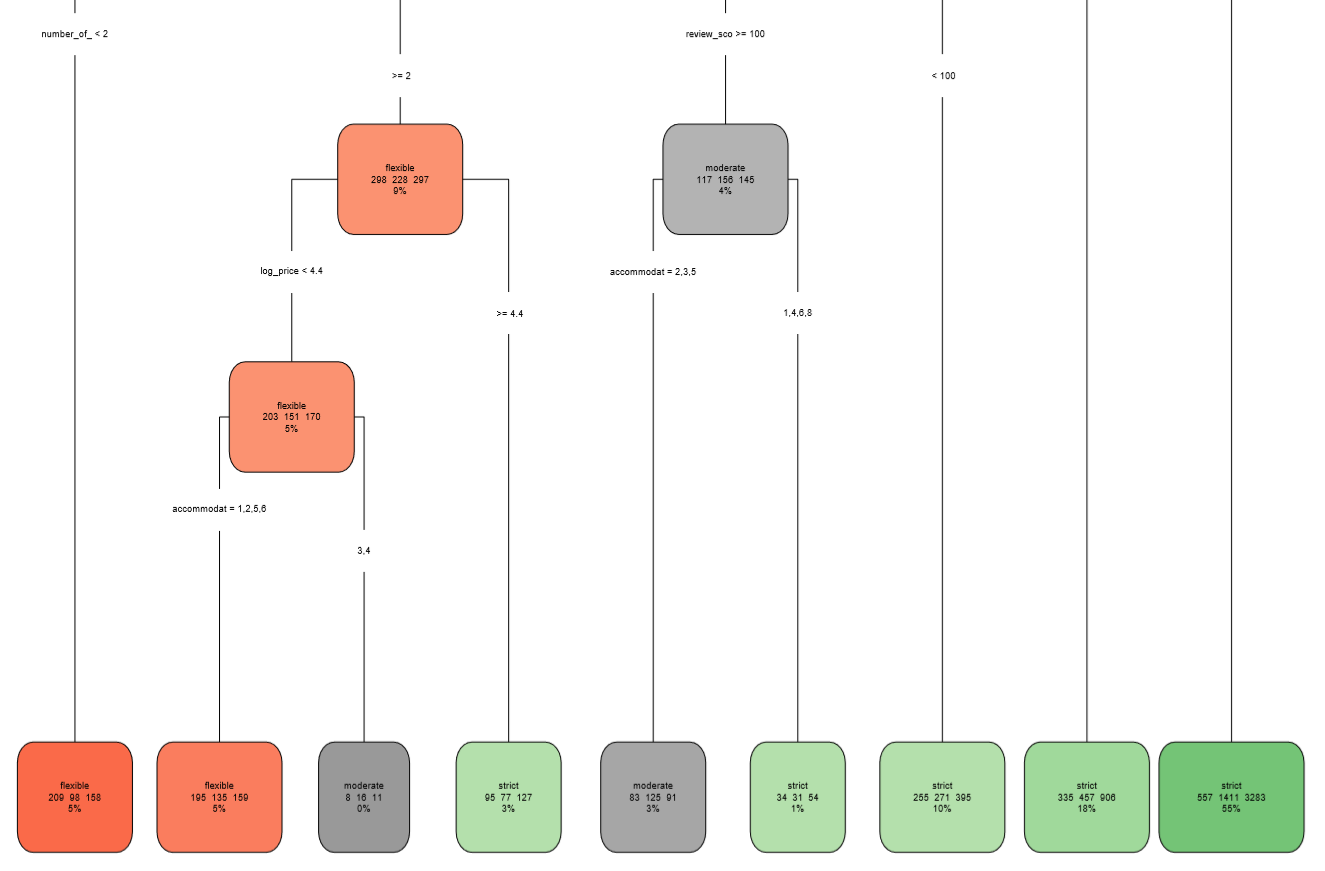 number_of_ < 2
review_sco >= 100
>= 2
< 100
flexible
298 228 297
9%
moderate
117 156 145
4%
log_price < 4.4
accommodat = 2,3,5
>= 4.4
1,4,6,8
flexible
203 151 170
5%
accommodat = 1,2,5,6
3,4
flexible
209 98 158
5%
flexible
195 135 159
5%
moderate
8 16 11
0%
strict
95 77 127
3%
moderate
83 125 91
3%
strict
34 31 54
1%
strict
255 271 395
10%
strict
335 457 906
18%
strict
557 1411 3283
55%